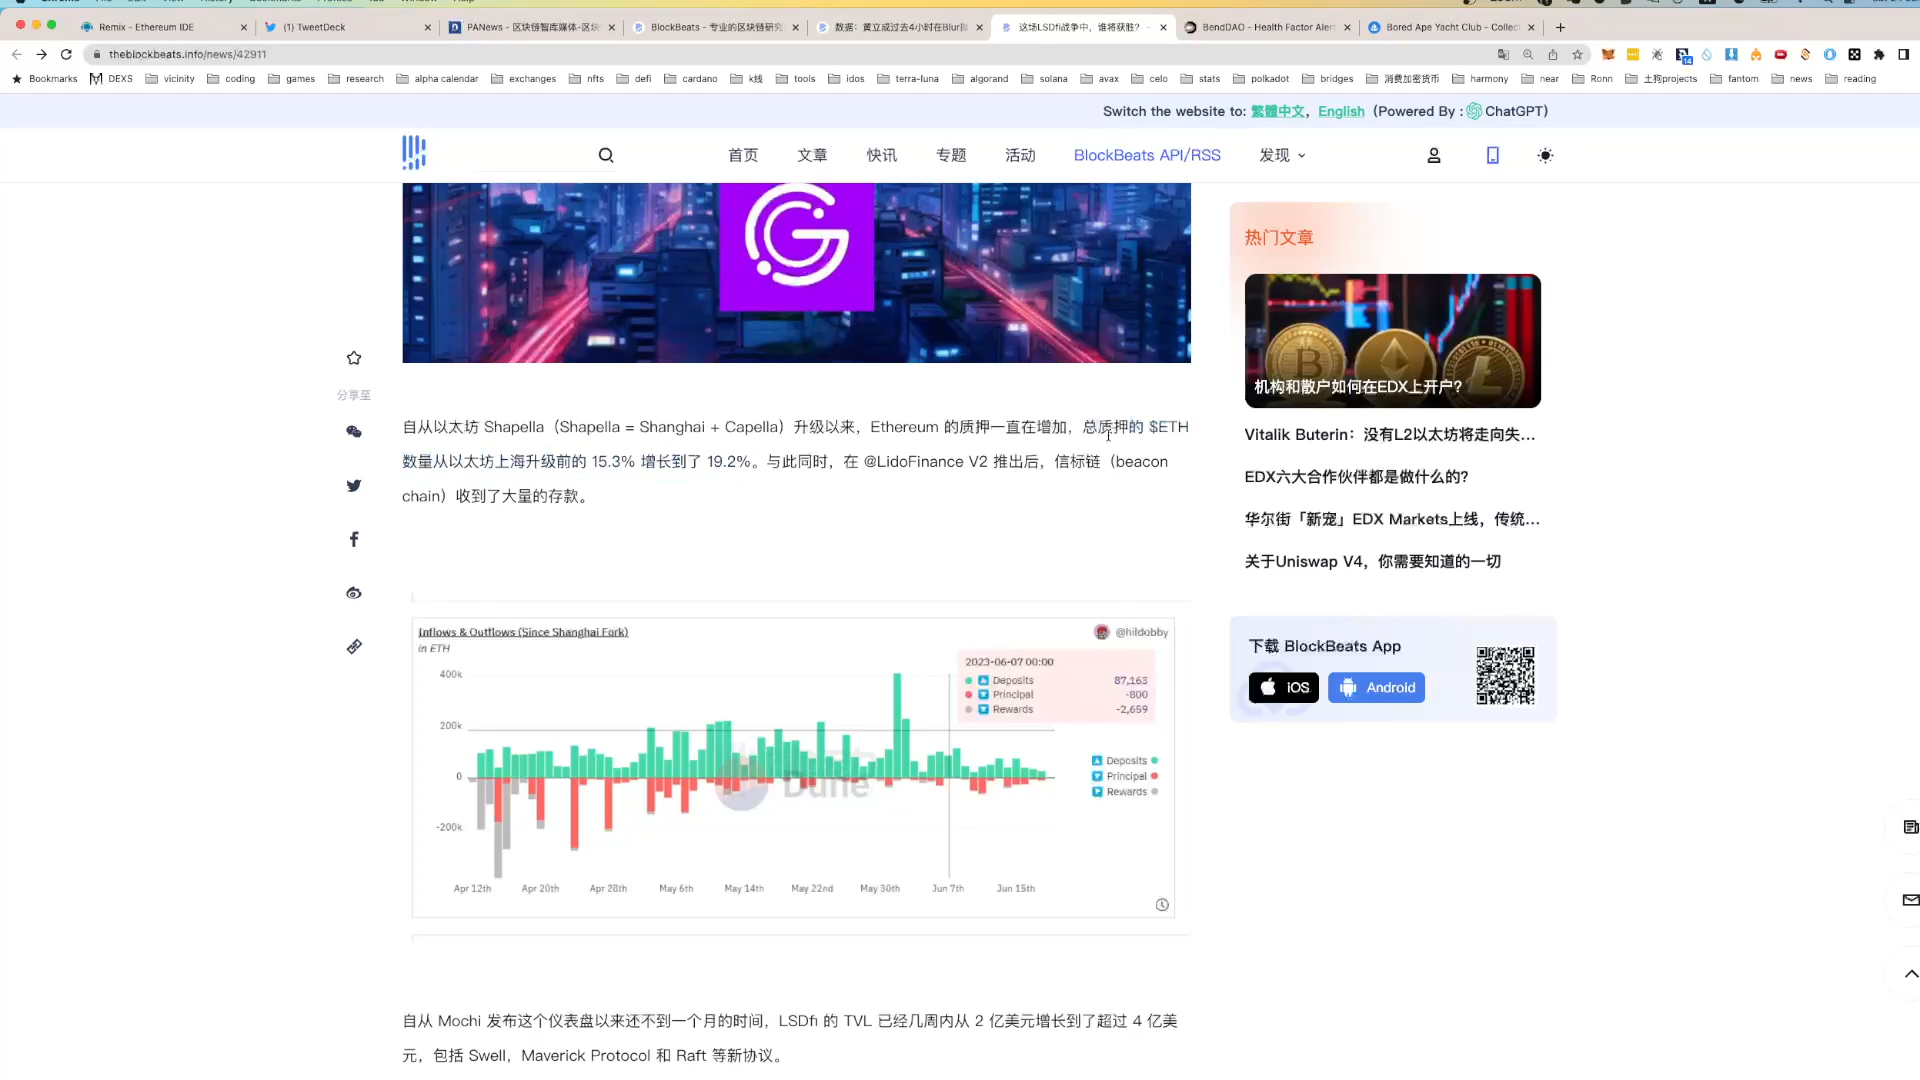 Remix - Ethereum IDE
(1) TweetDeck
PANews - 区块链智库媒体-区块
BlockBeats - 专业的区块链研究
数据：黄立成过去4小时在Blur抛
这场LSDfi战争中，谁将获胜？ -
BendDAO - Health Factor Alert
Bored Ape Yacht Club - Collect
theblockbeats.info/news/42911
Bookmarks
DEXS
vicinity
coding
games
research
alpha calendar
exchanges
nfts
defi
cardano
k线
tools
idos
terra-luna
algorand
solana
avax
celo
stats
polkadot
bridges
消费加密货币
harmony
near
Ronn
土狗projects
fantom
news
reading
Switch the website to: 繁體中文， English (Powered By : ChatGPT)
首页
文章
快讯
专题
活动
BlockBeats API/RSS
发现
分享至
自从以太坊 Shapella（Shapella = Shanghai + Capella）升级以来，Ethereum 的质押一直在增加，总质押的 $ETH
数量从以太坊上海升级前的 15.3% 增长到了 19.2%。与此同时，在 @LidoFinance V2 推出后，信标链（beacon
chain）收到了大量的存款。
Inflows & Outflows (Since Shanghai Fork)
in ETH
@hildobby
2023-06-07 00:00
Deposits 87,163
Principal -800
Rewards -2,659
400k
200k
0
-200k
Dune
Deposits
Principal
Rewards
Apr 12th
Apr 20th
Apr 28th
May 6th
May 14th
May 22nd
May 30th
Jun 7th
Jun 15th
自从 Mochi 发布这个仪表盘以来还不到一个月的时间，LSDfi 的 TVL 已经几周内从 2 亿美元增长到了超过 4 亿美
元，包括 Swell，Maverick Protocol 和 Raft 等新协议。
热门文章
机构和散户如何在EDX上开户？
Vitalik Buterin：没有L2以太坊将走向失...
EDX六大合作伙伴都是做什么的？
华尔街「新宠」EDX Markets上线，传统...
关于Uniswap V4，你需要知道的一切
下载 BlockBeats App
iOS
Android